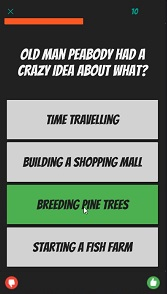 10
OLD MAN PEABODY HAD A
CRAZY IDEA ABOUT WHAT?
TIME TRAVELLING
BUILDING A SHOPPING MALL
BREEDING PINE TREES
STARTING A FISH FARM